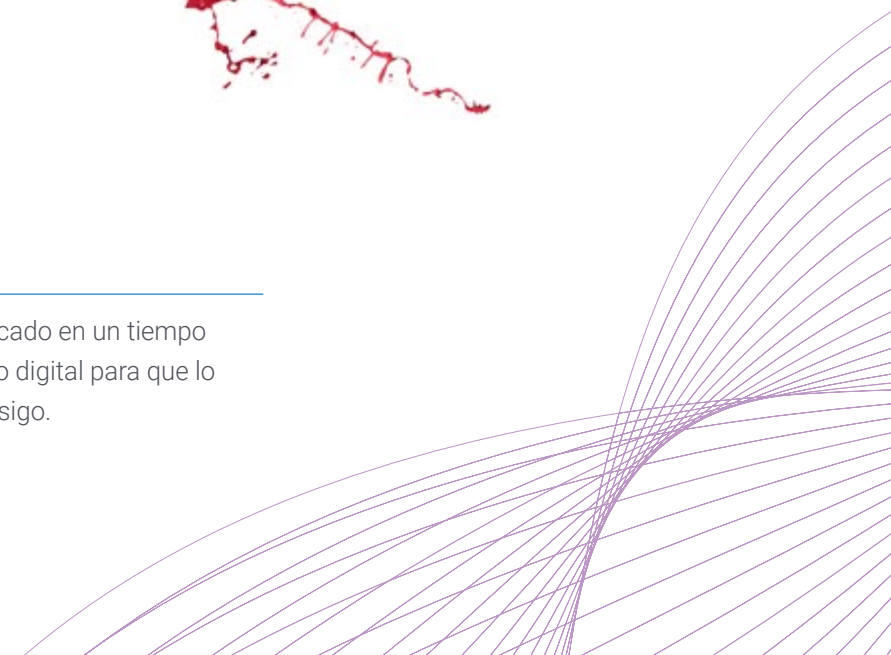 cado en un tiempo
o digital para que lo
sigo.